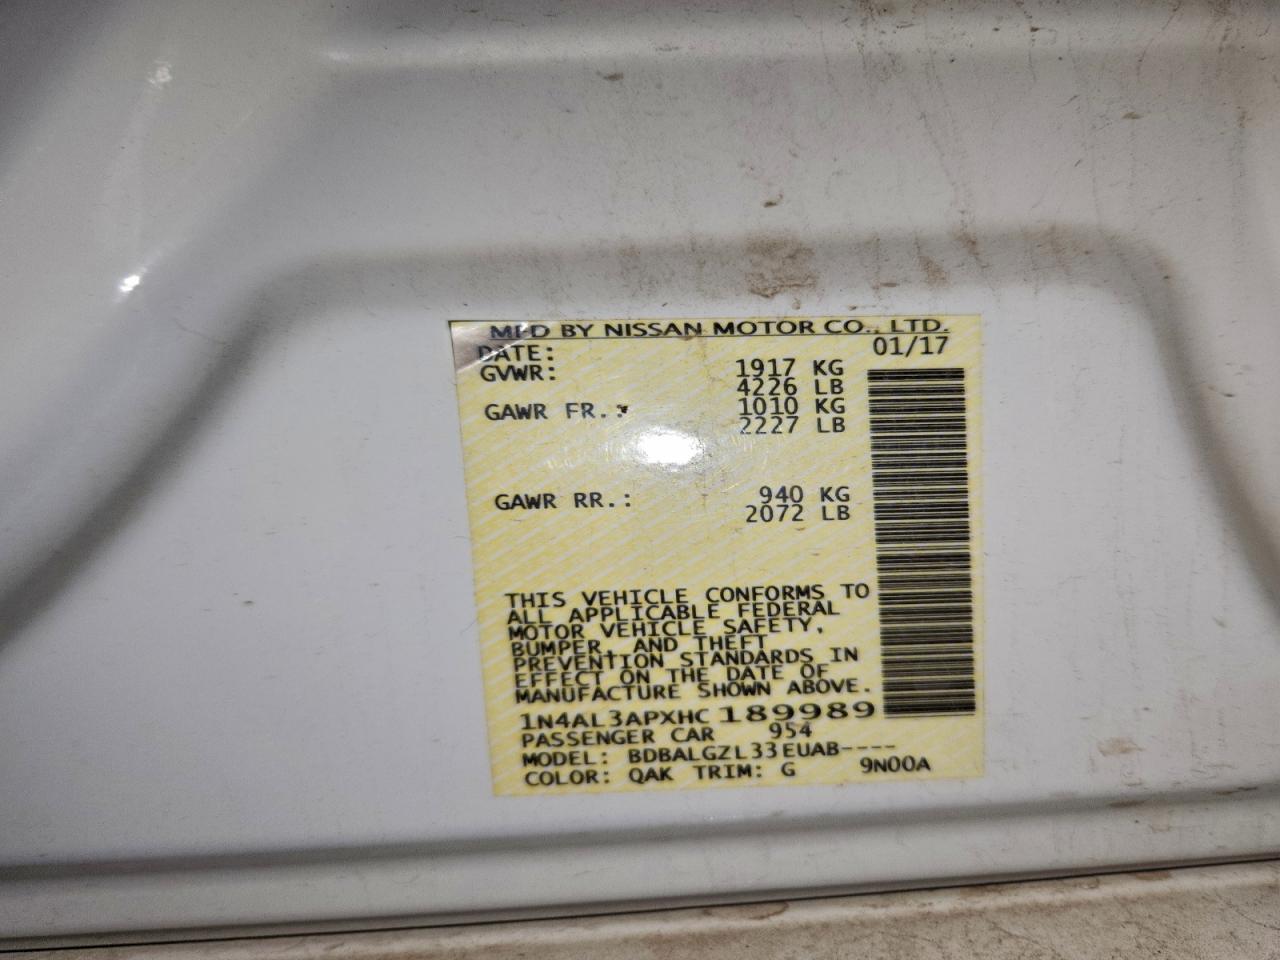 MFD BY NISSAN MOTOR CO., LTD.
DATE: 01/17
GVWR: 1917 KG
4226 LB
GAWR FR.: 1010 KG
2227 LB
GAWR RR.: 940 KG
2072 LB
THIS VEHICLE CONFORMS TO
ALL APPLICABLE FEDERAL
MOTOR VEHICLE SAFETY,
BUMPER, AND THEFT
PREVENTION STANDARDS IN
EFFECT ON THE DATE OF
MANUFACTURE SHOWN ABOVE.
1N4AL3APXHC189989
PASSENGER CAR 954
MODEL: BDBALGZL33EUAB----
COLOR: QAK TRIM: G 9N00A